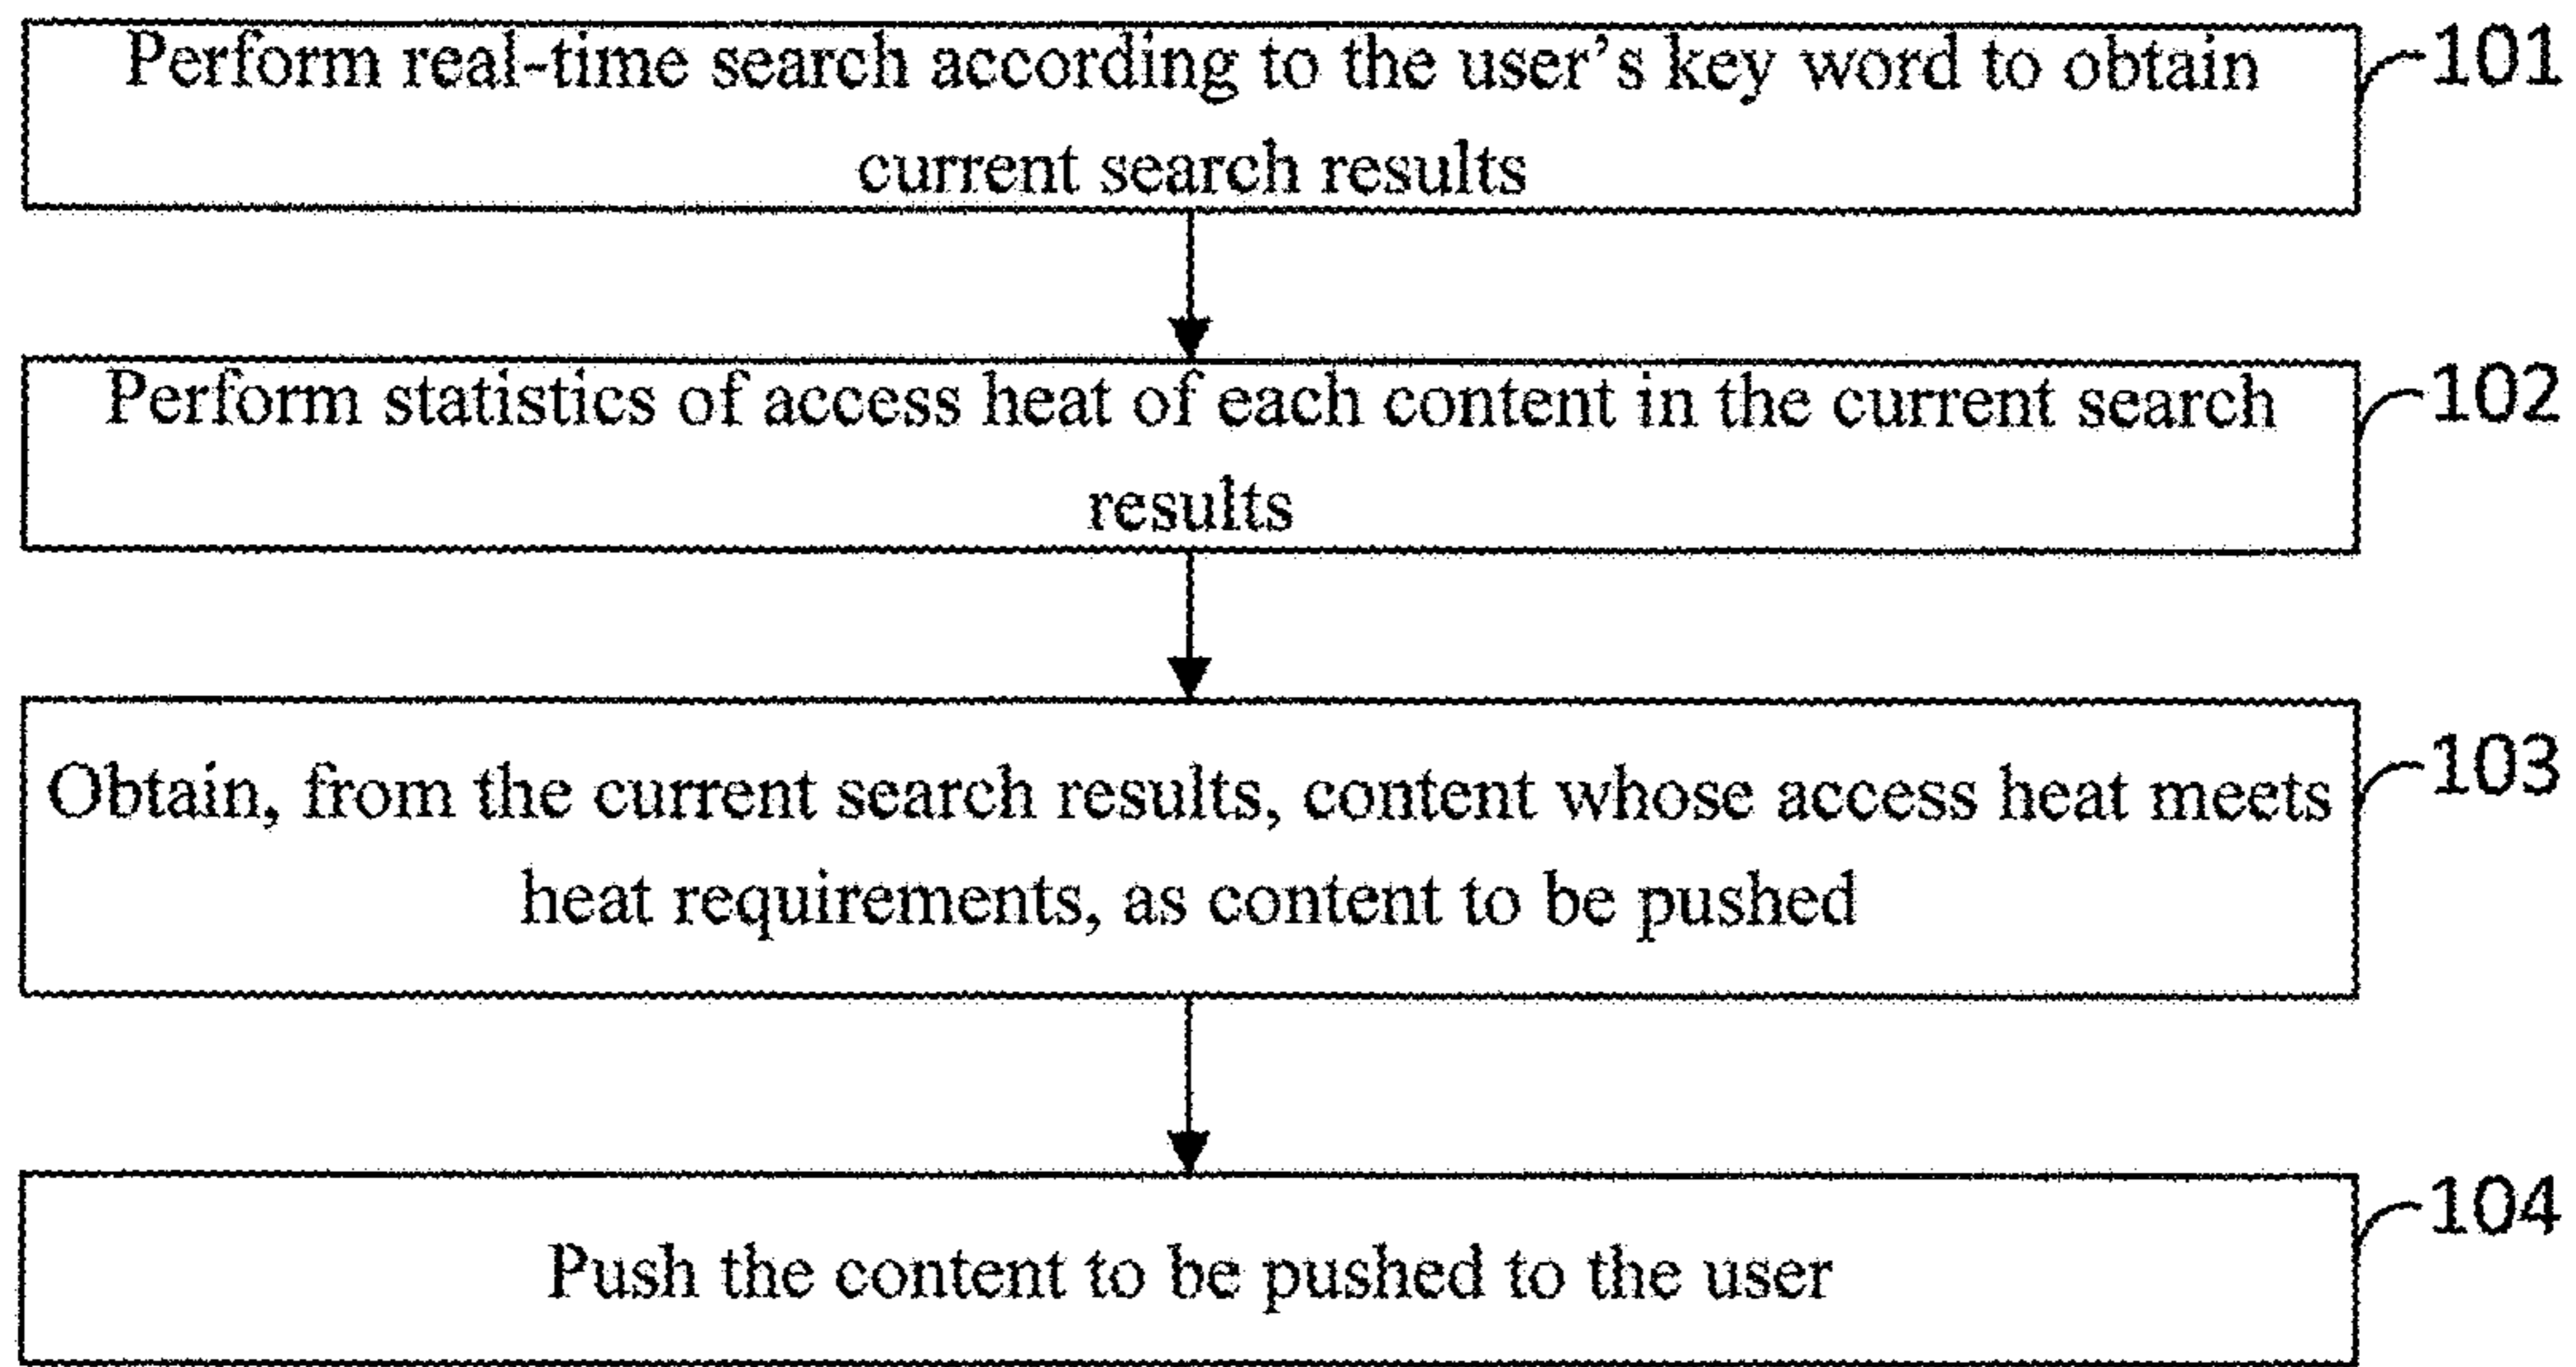 Perform real-time search according to the user's key word to obtain
current search results
101
Perform statistics of access heat of each content in the current search
results
102
Obtain, from the current search results, content whose access heat meets
heat requirements, as content to be pushed
103
Push the content to be pushed to the user
104